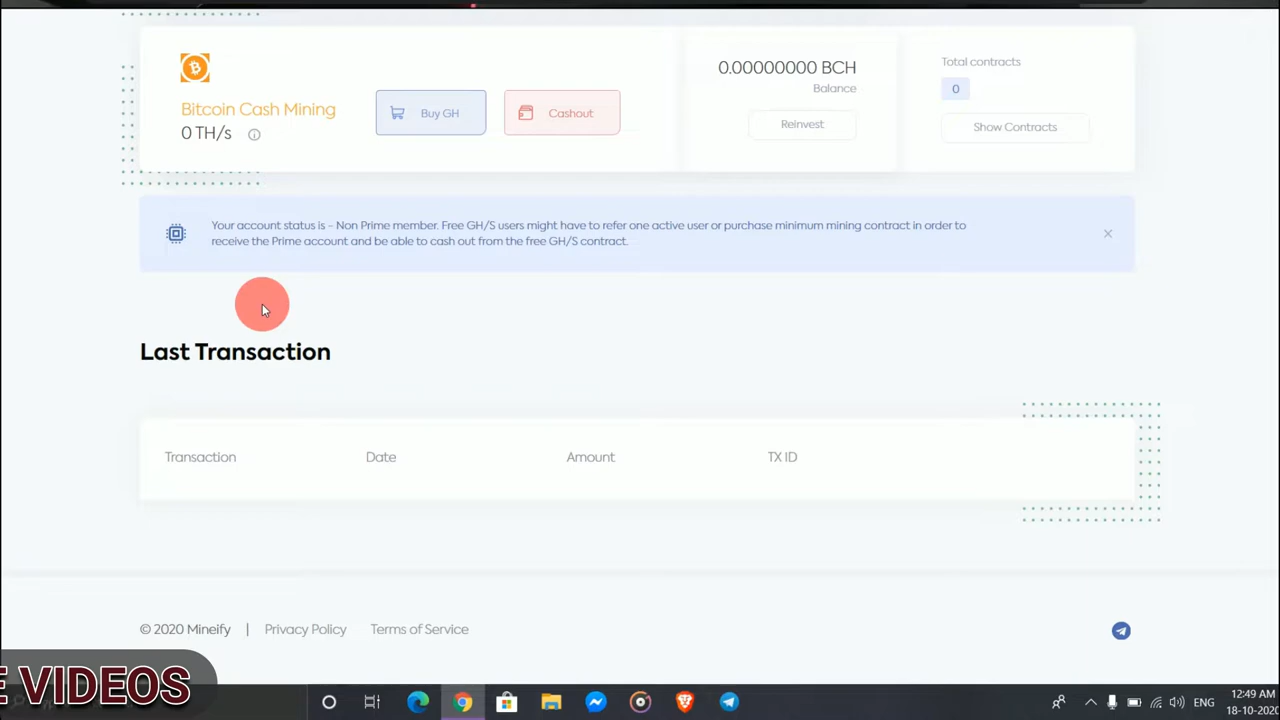 0.00000000 BCH
Balance
Reinvest
Total contracts
0
Show Contracts
Bitcoin Cash Mining
0 TH/s
Buy GH
Cashout
Your account status is - Non Prime member. Free GH/S users might have to refer one active user or purchase minimum mining contract in order to
receive the Prime account and be able to cash out from the free GH/S contract.
Last Transaction
Transaction Date Amount TX ID
© 2020 Mineify | Privacy Policy Terms of Service
E VIDEOS
ENG
12:49 AM
18-10-2020